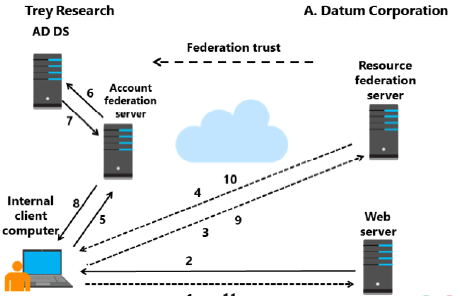 Trey Research
A. Datum Corporation
AD DS
Federation trust
Resource
federation
server
Account
federation
server
6
7
10
4
8
5
9
3
Internal
client
computer
Web
server
2